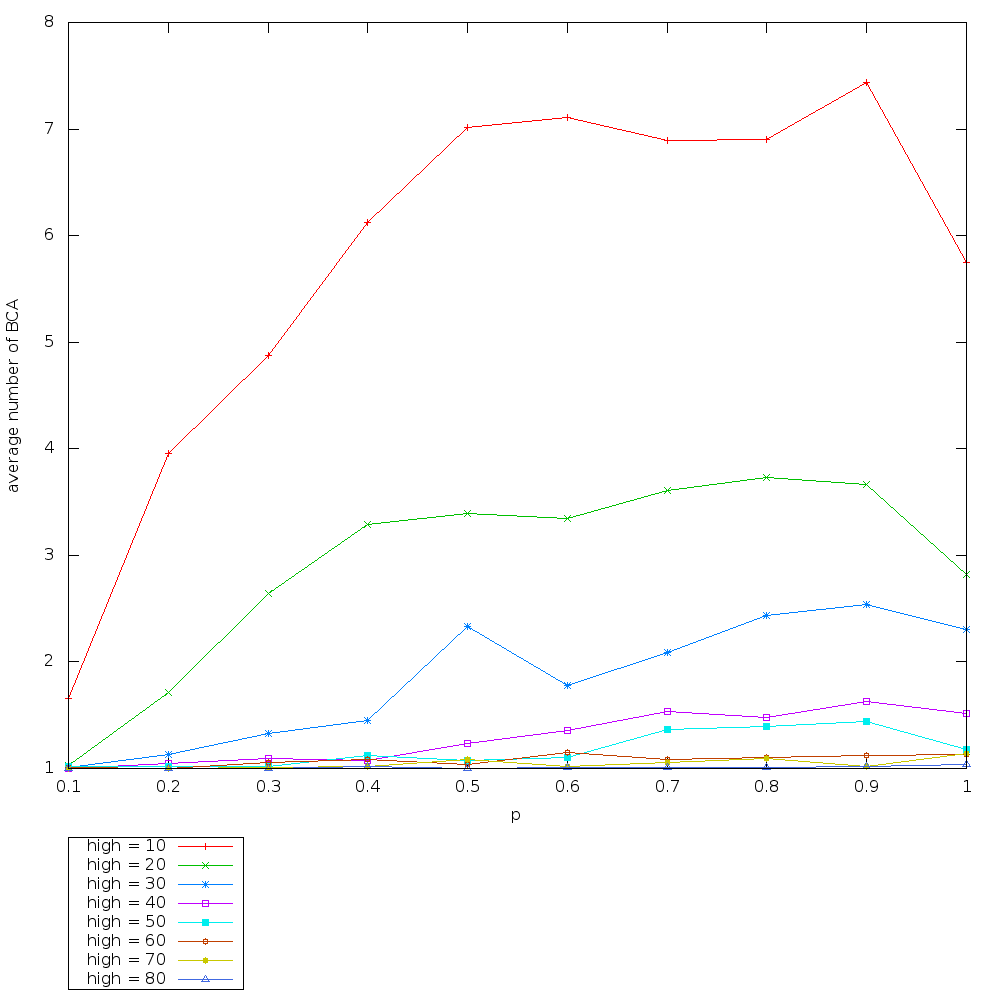 8
7
6
5
4
3
2
1
average number of BCA
0.1 0.2 0.3 0.4 0.5 0.6 0.7 0.8 0.9 1
p
high = 10
high = 20
high = 30
high = 40
high = 50
high = 60
high = 70
high = 80